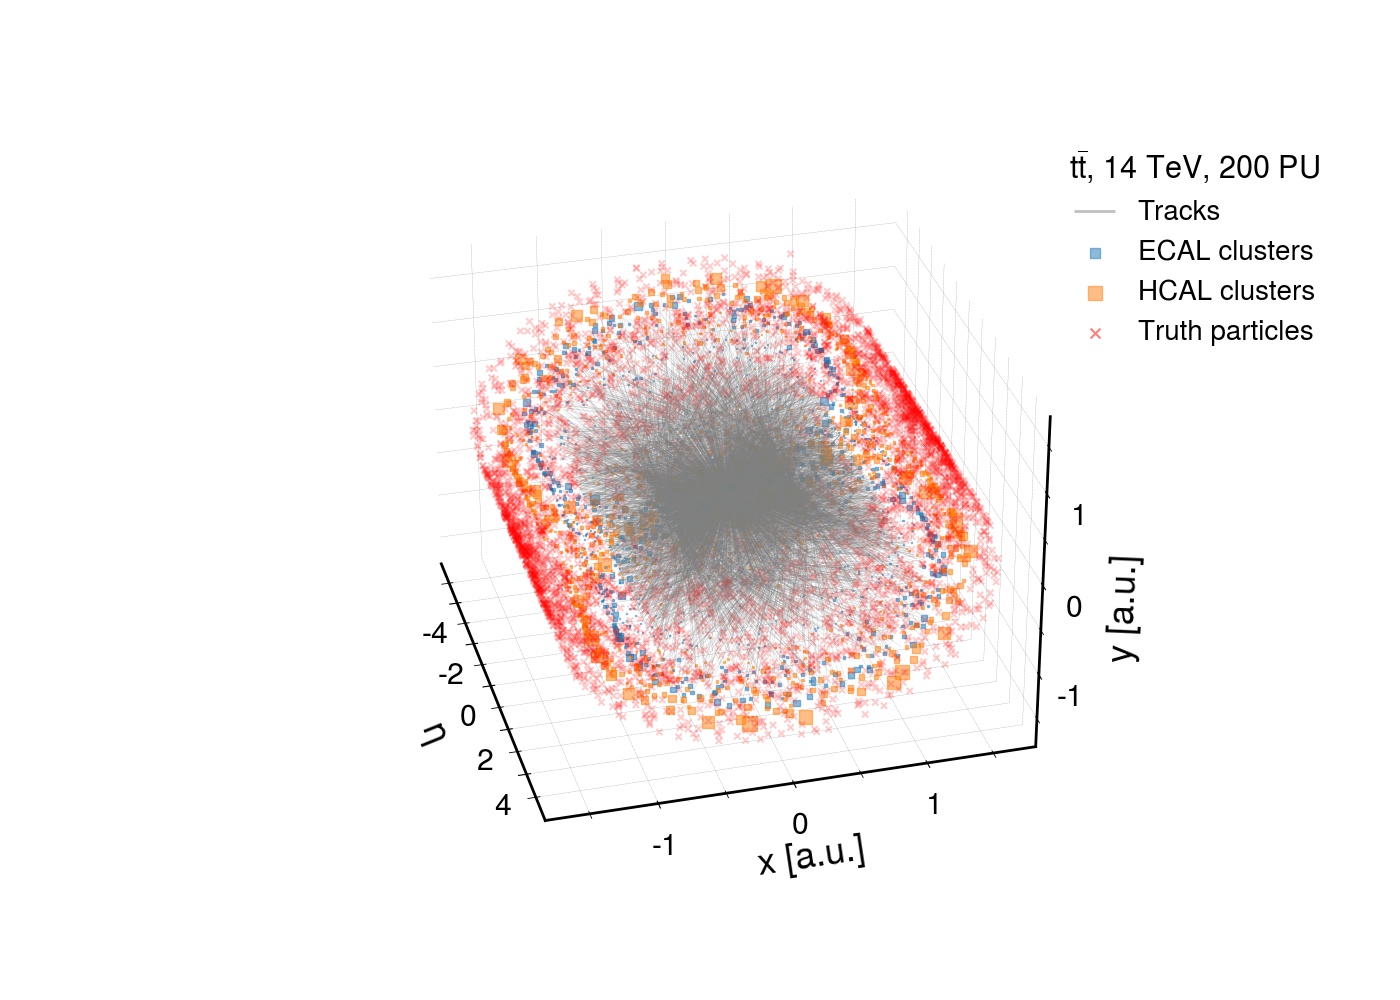 tt̄, 14 TeV, 200 PU
Tracks
ECAL clusters
HCAL clusters
Truth particles
1
0
-1
y [a.u.]
-4
-2
0
2
4
η
-1
0
1
x [a.u.]